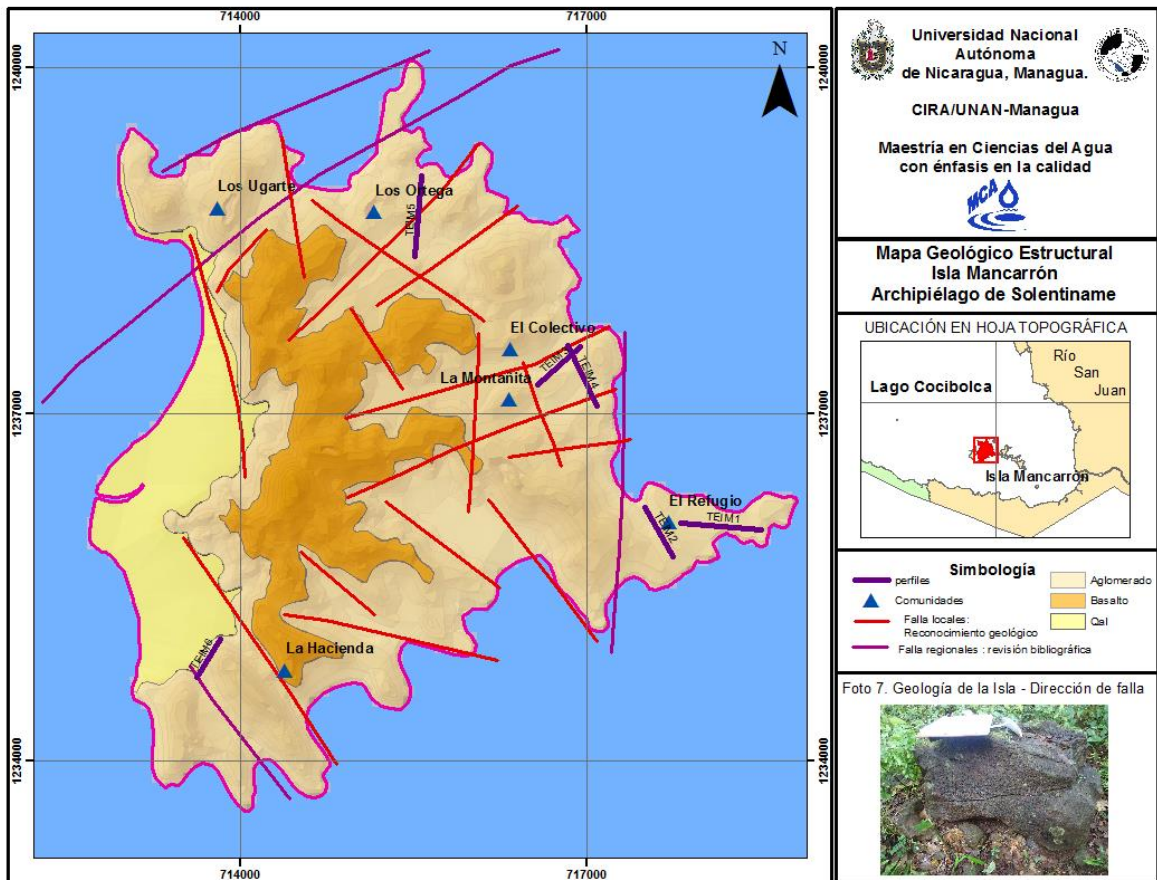 714000
717000
1240000
1240000
N
Los Ugarte
Los Ortega
TEIM5
El Colectivo
TEIM3
TEIM4
La Montañita
1237000
1237000
El Refugio
TEIM1
TEIM2
La Hacienda
TEIM6
1234000
1234000
714000
717000
Universidad Nacional
Autónoma
de Nicaragua, Managua.
CIRA/UNAN-Managua
Maestría en Ciencias del Agua
con énfasis en la calidad
MCA
Mapa Geológico Estructural
Isla Mancarrón
Archipiélago de Solentiname
UBICACIÓN EN HOJA TOPOGRÁFICA
Río
San
Juan
Lago Cocibolca
Isla Mancarrón
Simbología
perfiles
Comunidades
Falla locales:
Reconocimiento geológico
Falla regionales : revisión bibliográfica
Aglomerado
Basalto
Qal
Foto 7. Geología de la Isla - Dirección de falla